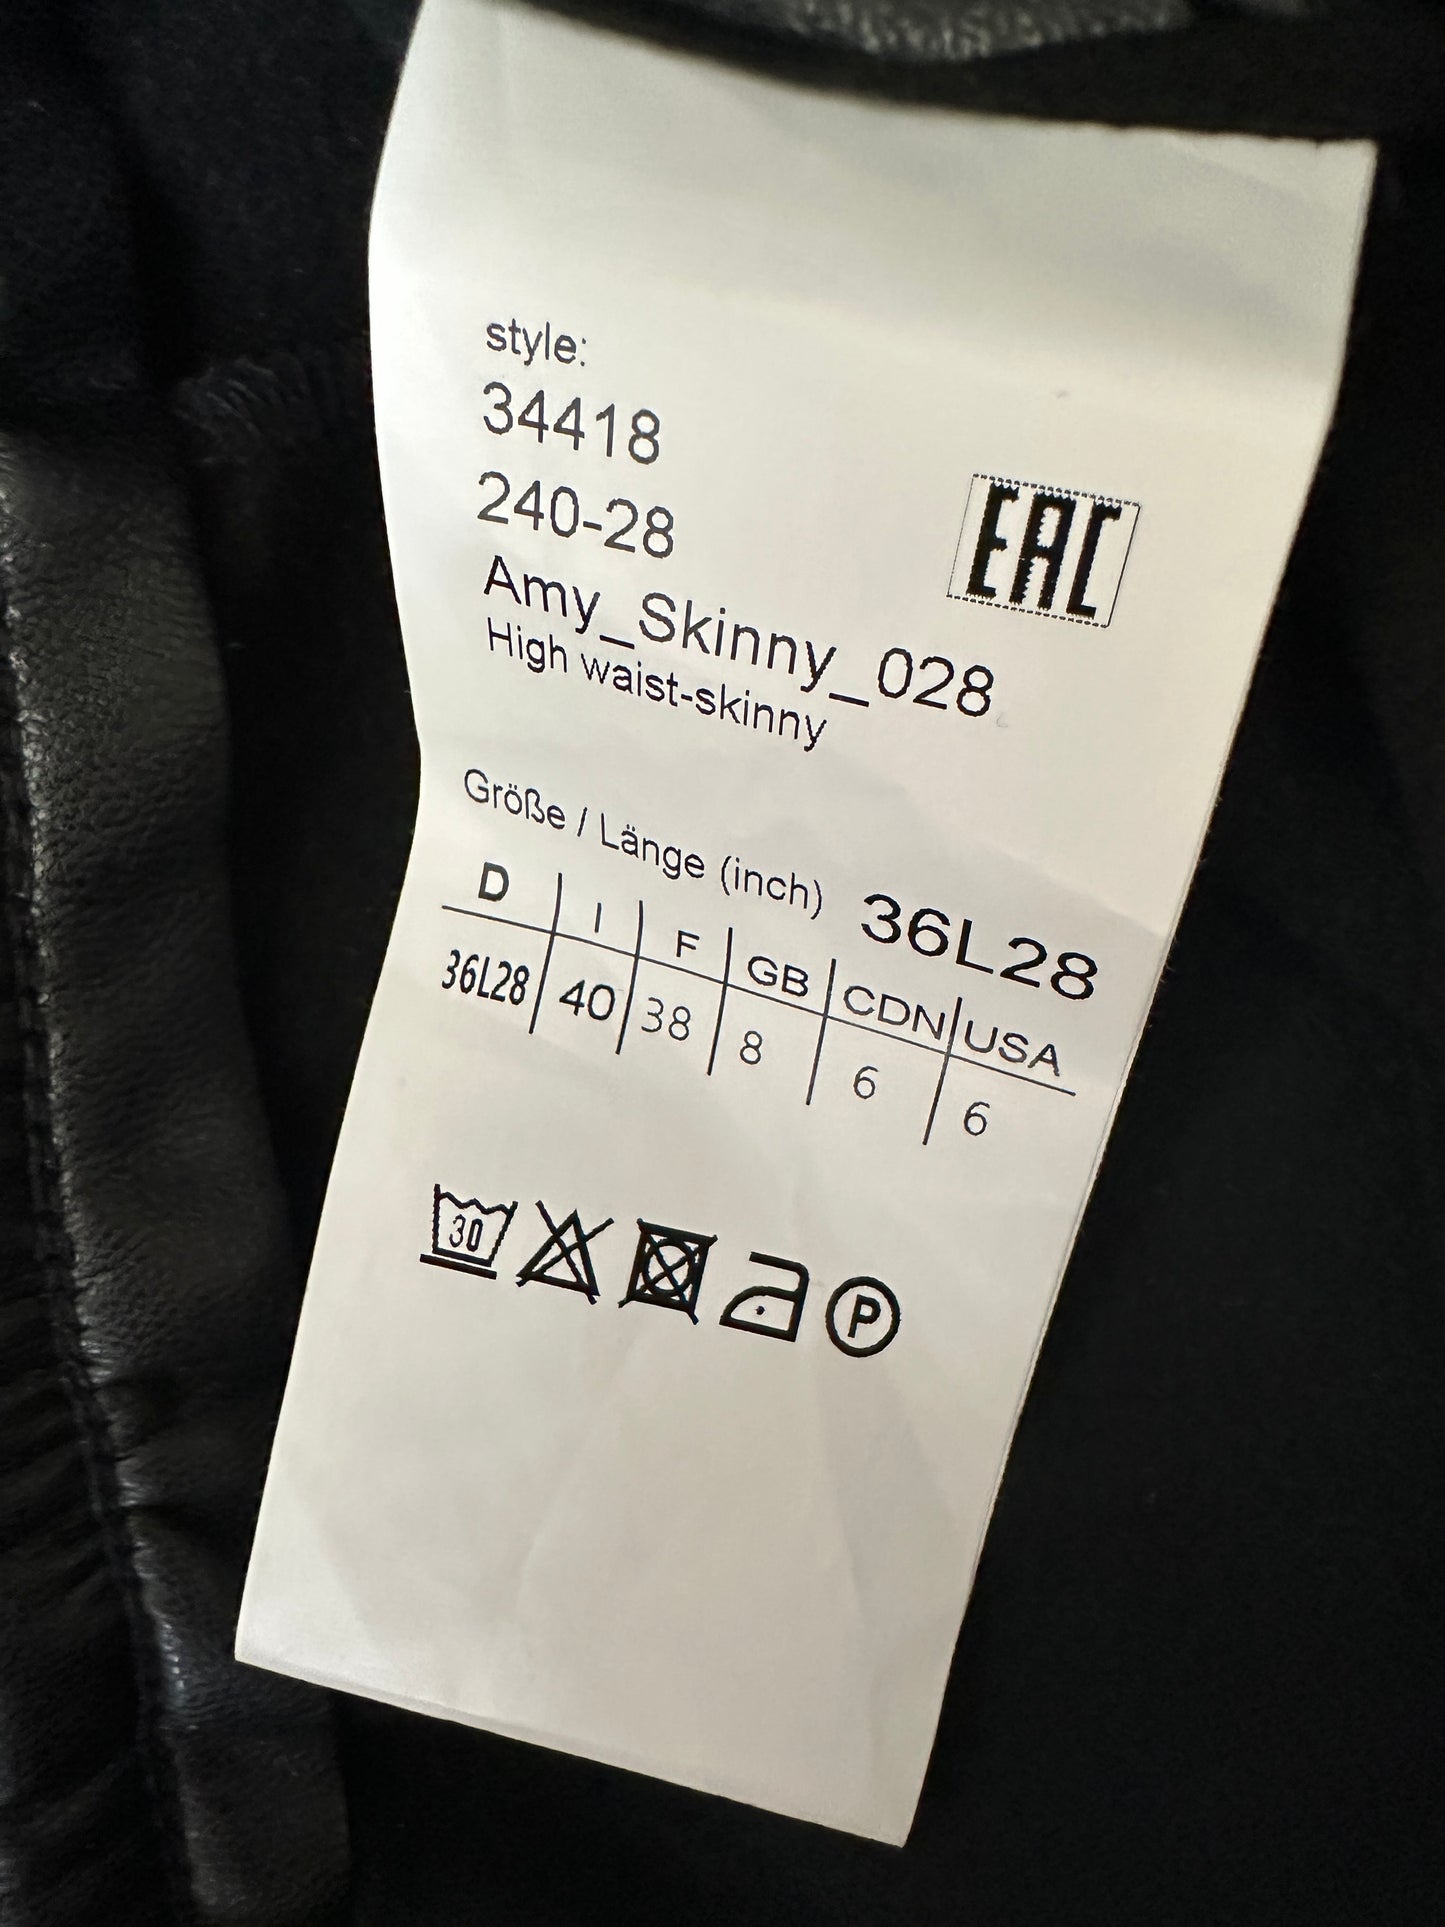 style:
34418
240-28
EAC
Amy_Skinny_028
High waist-skinny
Größe / Länge (inch) 36L28
D I F GB CDN USA
36L28 40 38 8 6 6
30 P